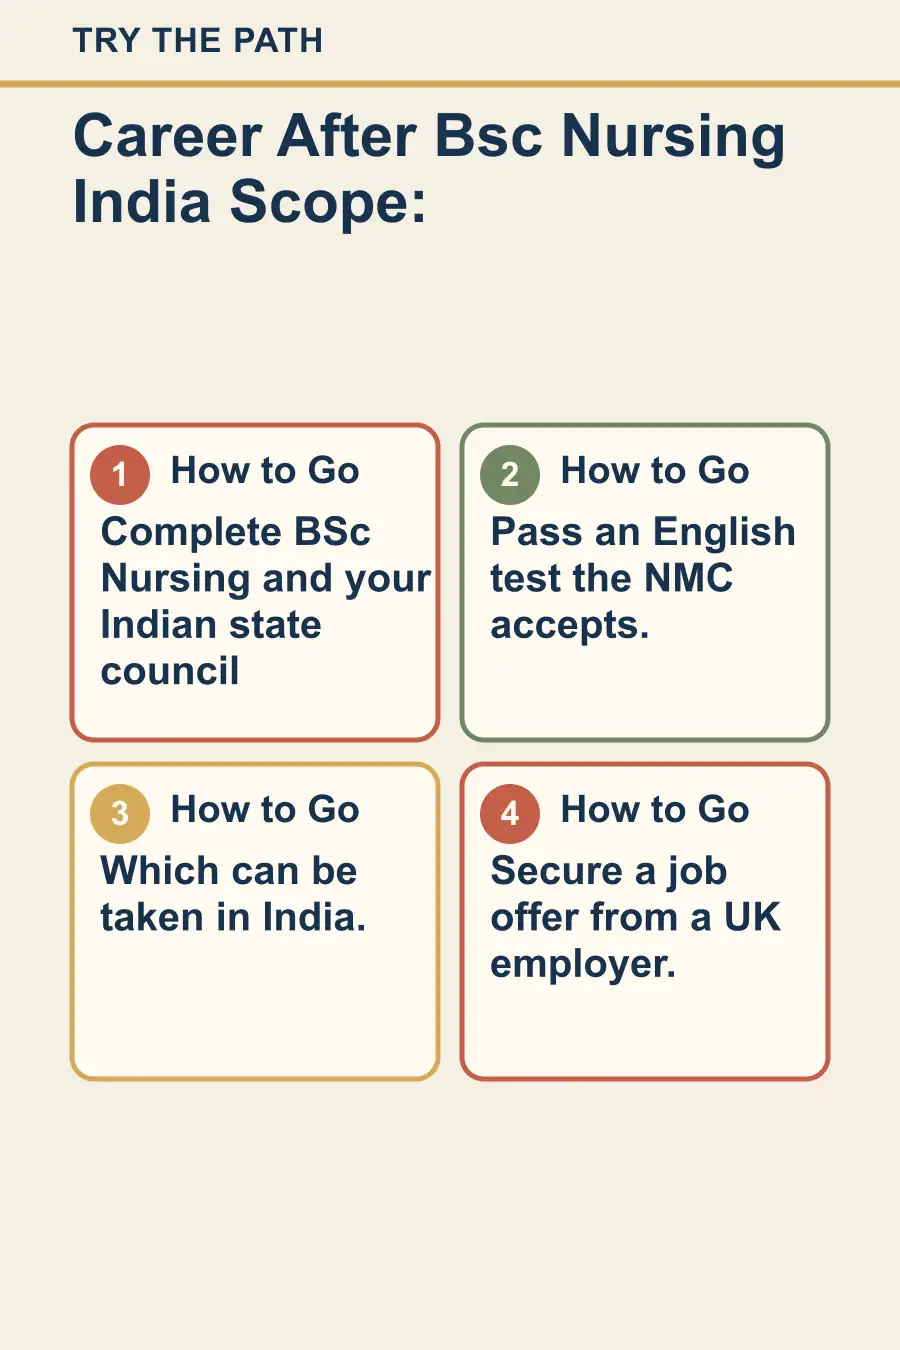 TRY THE PATH
Career After Bsc Nursing
India Scope:
1 How to Go
Complete BSc
Nursing and your
Indian state
council
2 How to Go
Pass an English
test the NMC
accepts.
3 How to Go
Which can be
taken in India.
4 How to Go
Secure a job
offer from a UK
employer.